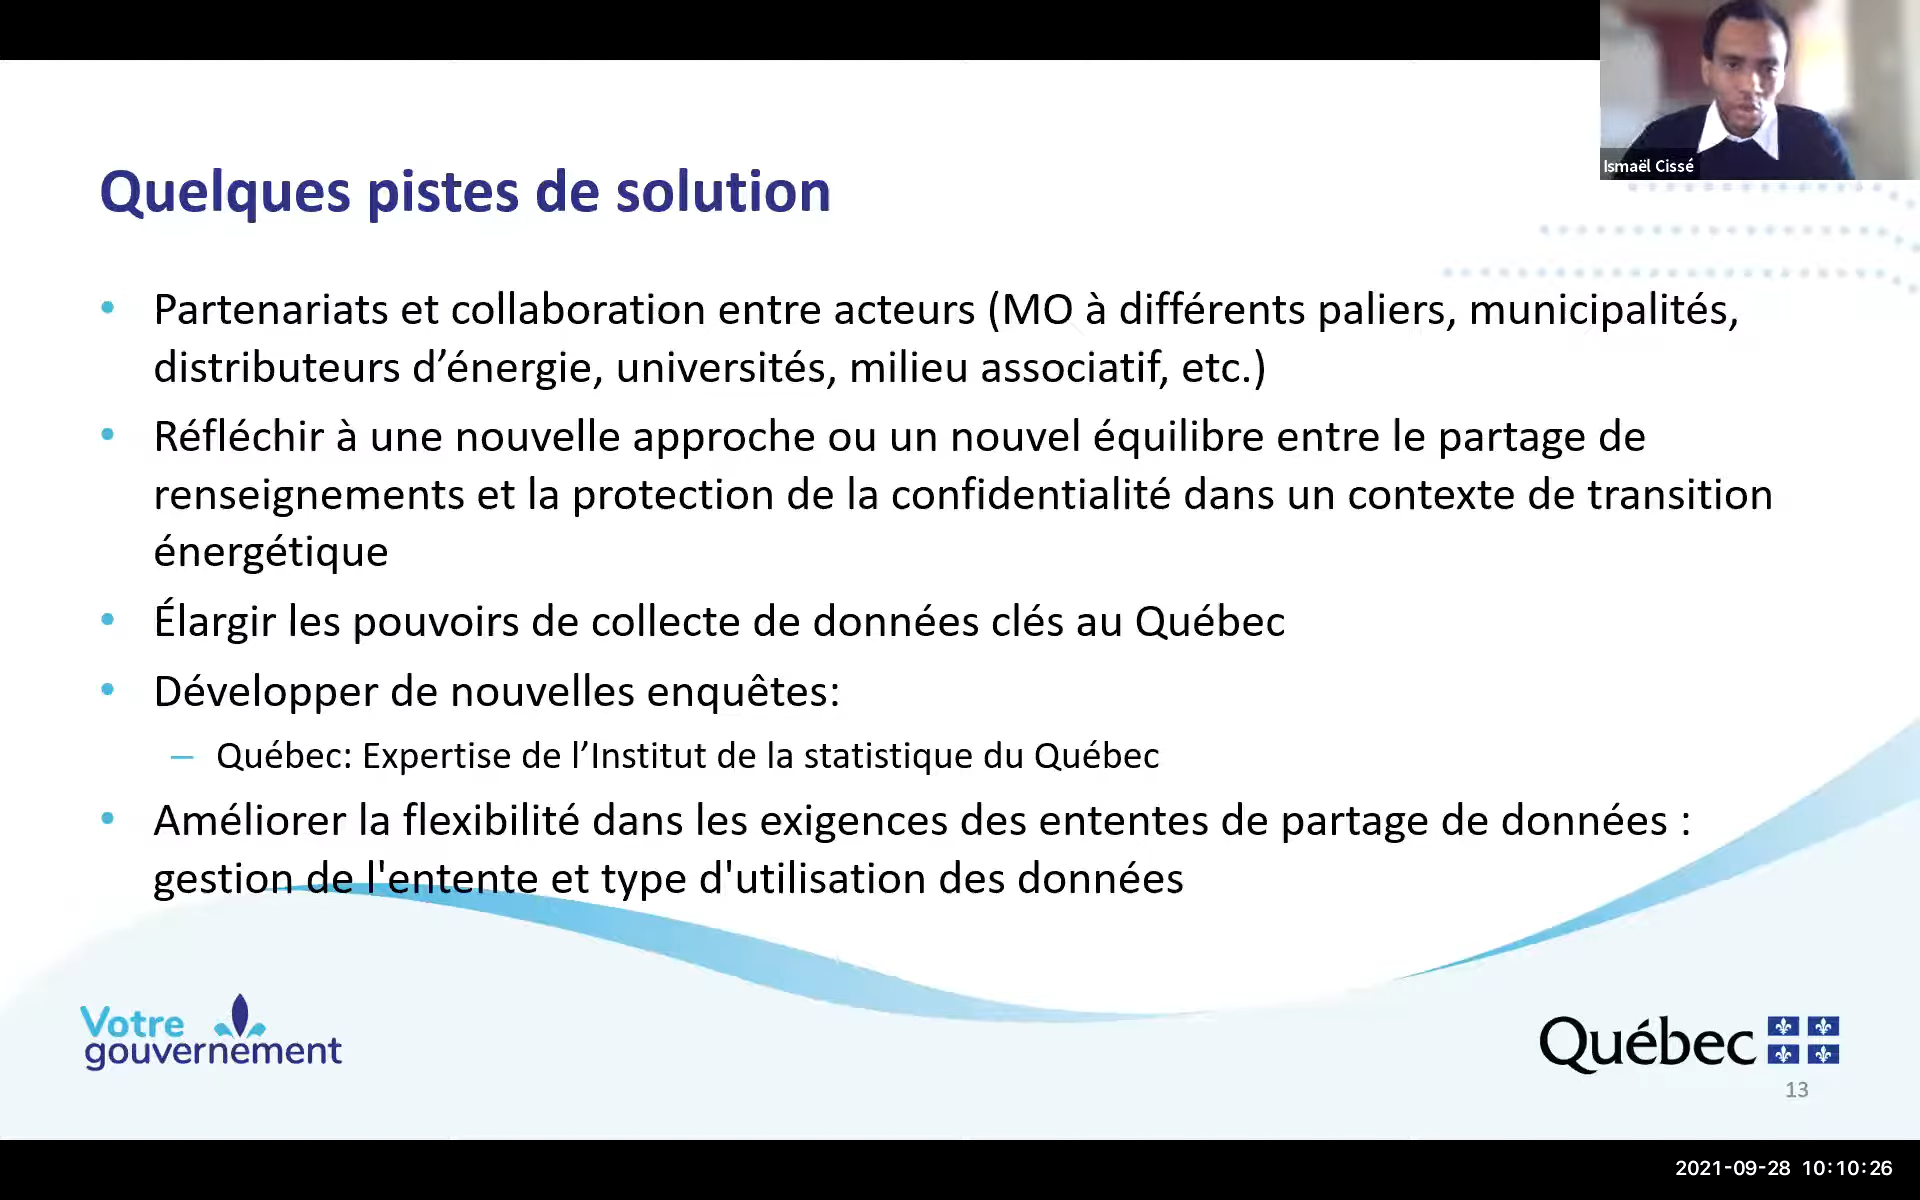 Ismaël Cissé
Quelques pistes de solution
• Partenariats et collaboration entre acteurs (MO à différents paliers, municipalités,
distributeurs d’énergie, universités, milieu associatif, etc.)
• Réfléchir à une nouvelle approche ou un nouvel équilibre entre le partage de
renseignements et la protection de la confidentialité dans un contexte de transition
énergétique
• Élargir les pouvoirs de collecte de données clés au Québec
• Développer de nouvelles enquêtes:
– Québec: Expertise de l’Institut de la statistique du Québec
• Améliorer la flexibilité dans les exigences des ententes de partage de données :
gestion de l'entente et type d'utilisation des données
Votre
gouvernement
Québec
13
2021-09-28 10:10:26